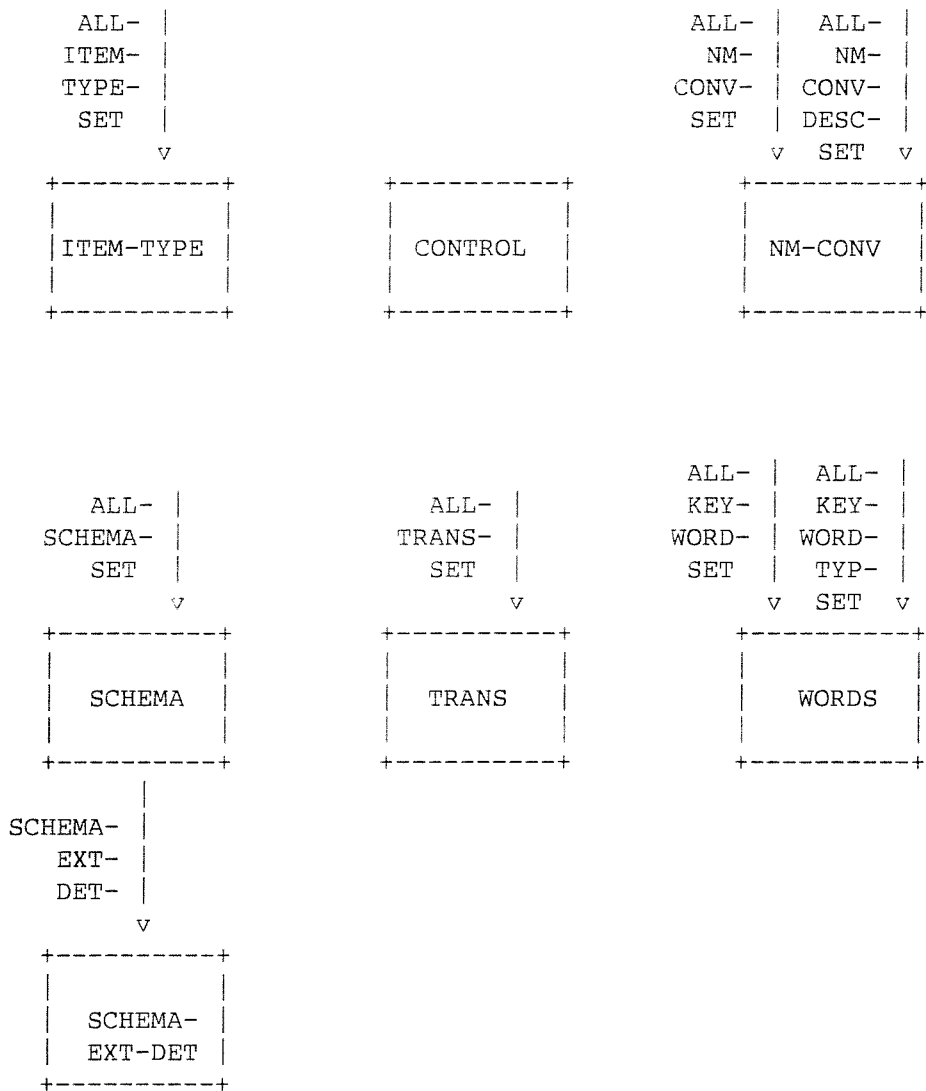 ALL-
ITEM-
TYPE-
SET
ALL-
NM-
CONV-
SET
ALL-
NM-
CONV-
DESC-
SET
ITEM-TYPE
CONTROL
NM-CONV
ALL-
SCHEMA-
SET
ALL-
TRANS-
SET
ALL-
KEY-
WORD-
SET
ALL-
KEY-
WORD-
TYP-
SET
SCHEMA
TRANS
WORDS
SCHEMA-
EXT-
DET-
SCHEMA-
EXT-DET